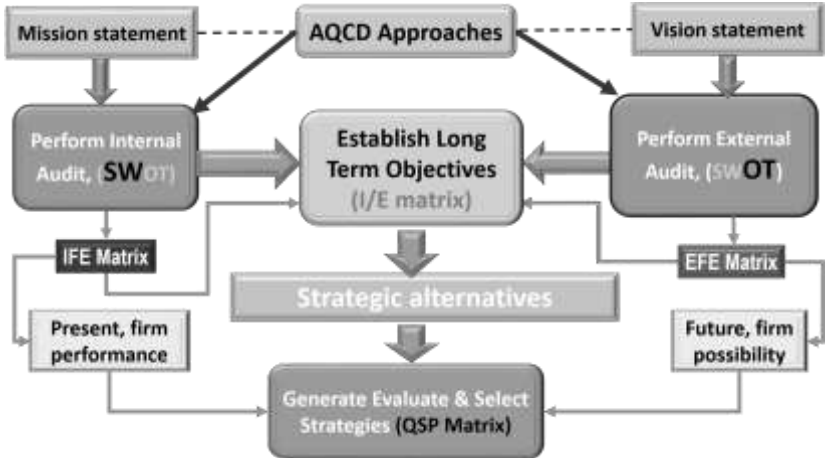 Mission statement
AQCD Approaches
Vision statement
Perform Internal
Audit, (SWOT)
Establish Long
Term Objectives
(I/E matrix)
Perform External
Audit, (SWOT)
IFE Matrix
EFE Matrix
Strategic alternatives
Present, firm
performance
Future, firm
possibility
Generate Evaluate & Select
Strategies (QSP Matrix)